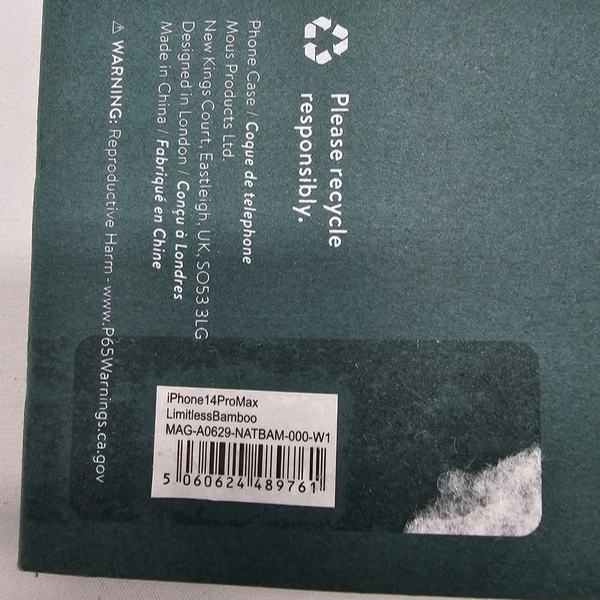 Please recycle
responsibly.
Phone Case / Coque de telephone
Mous Products Ltd.
New Kings Court, Eastleigh, UK, SO53 3LG
Designed in London / Conçu à Londres
Made in China / Fabriqué en Chine
⚠ WARNING: Reproductive Harm - www.P65Warnings.ca.gov
iPhone14ProMax
LimitlessBamboo
MAG-A0629-NATBAM-000-W1
5 060624 489761